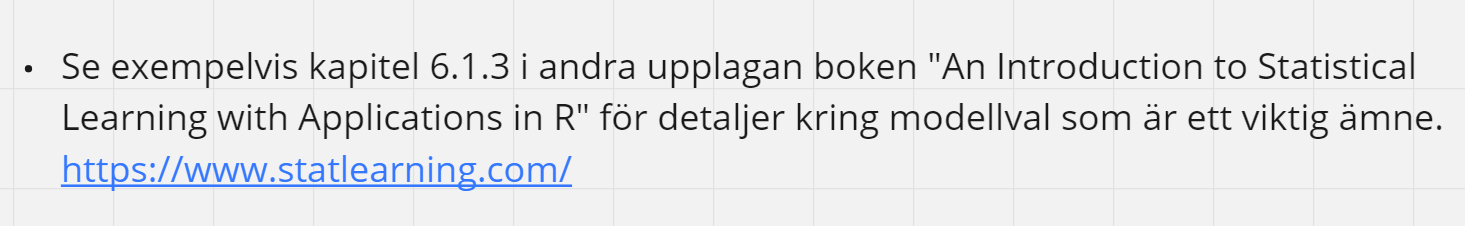 • Se exempelvis kapitel 6.1.3 i andra upplagan boken "An Introduction to Statistical
Learning with Applications in R" för detaljer kring modellval som är ett viktig ämne.
https://www.statlearning.com/